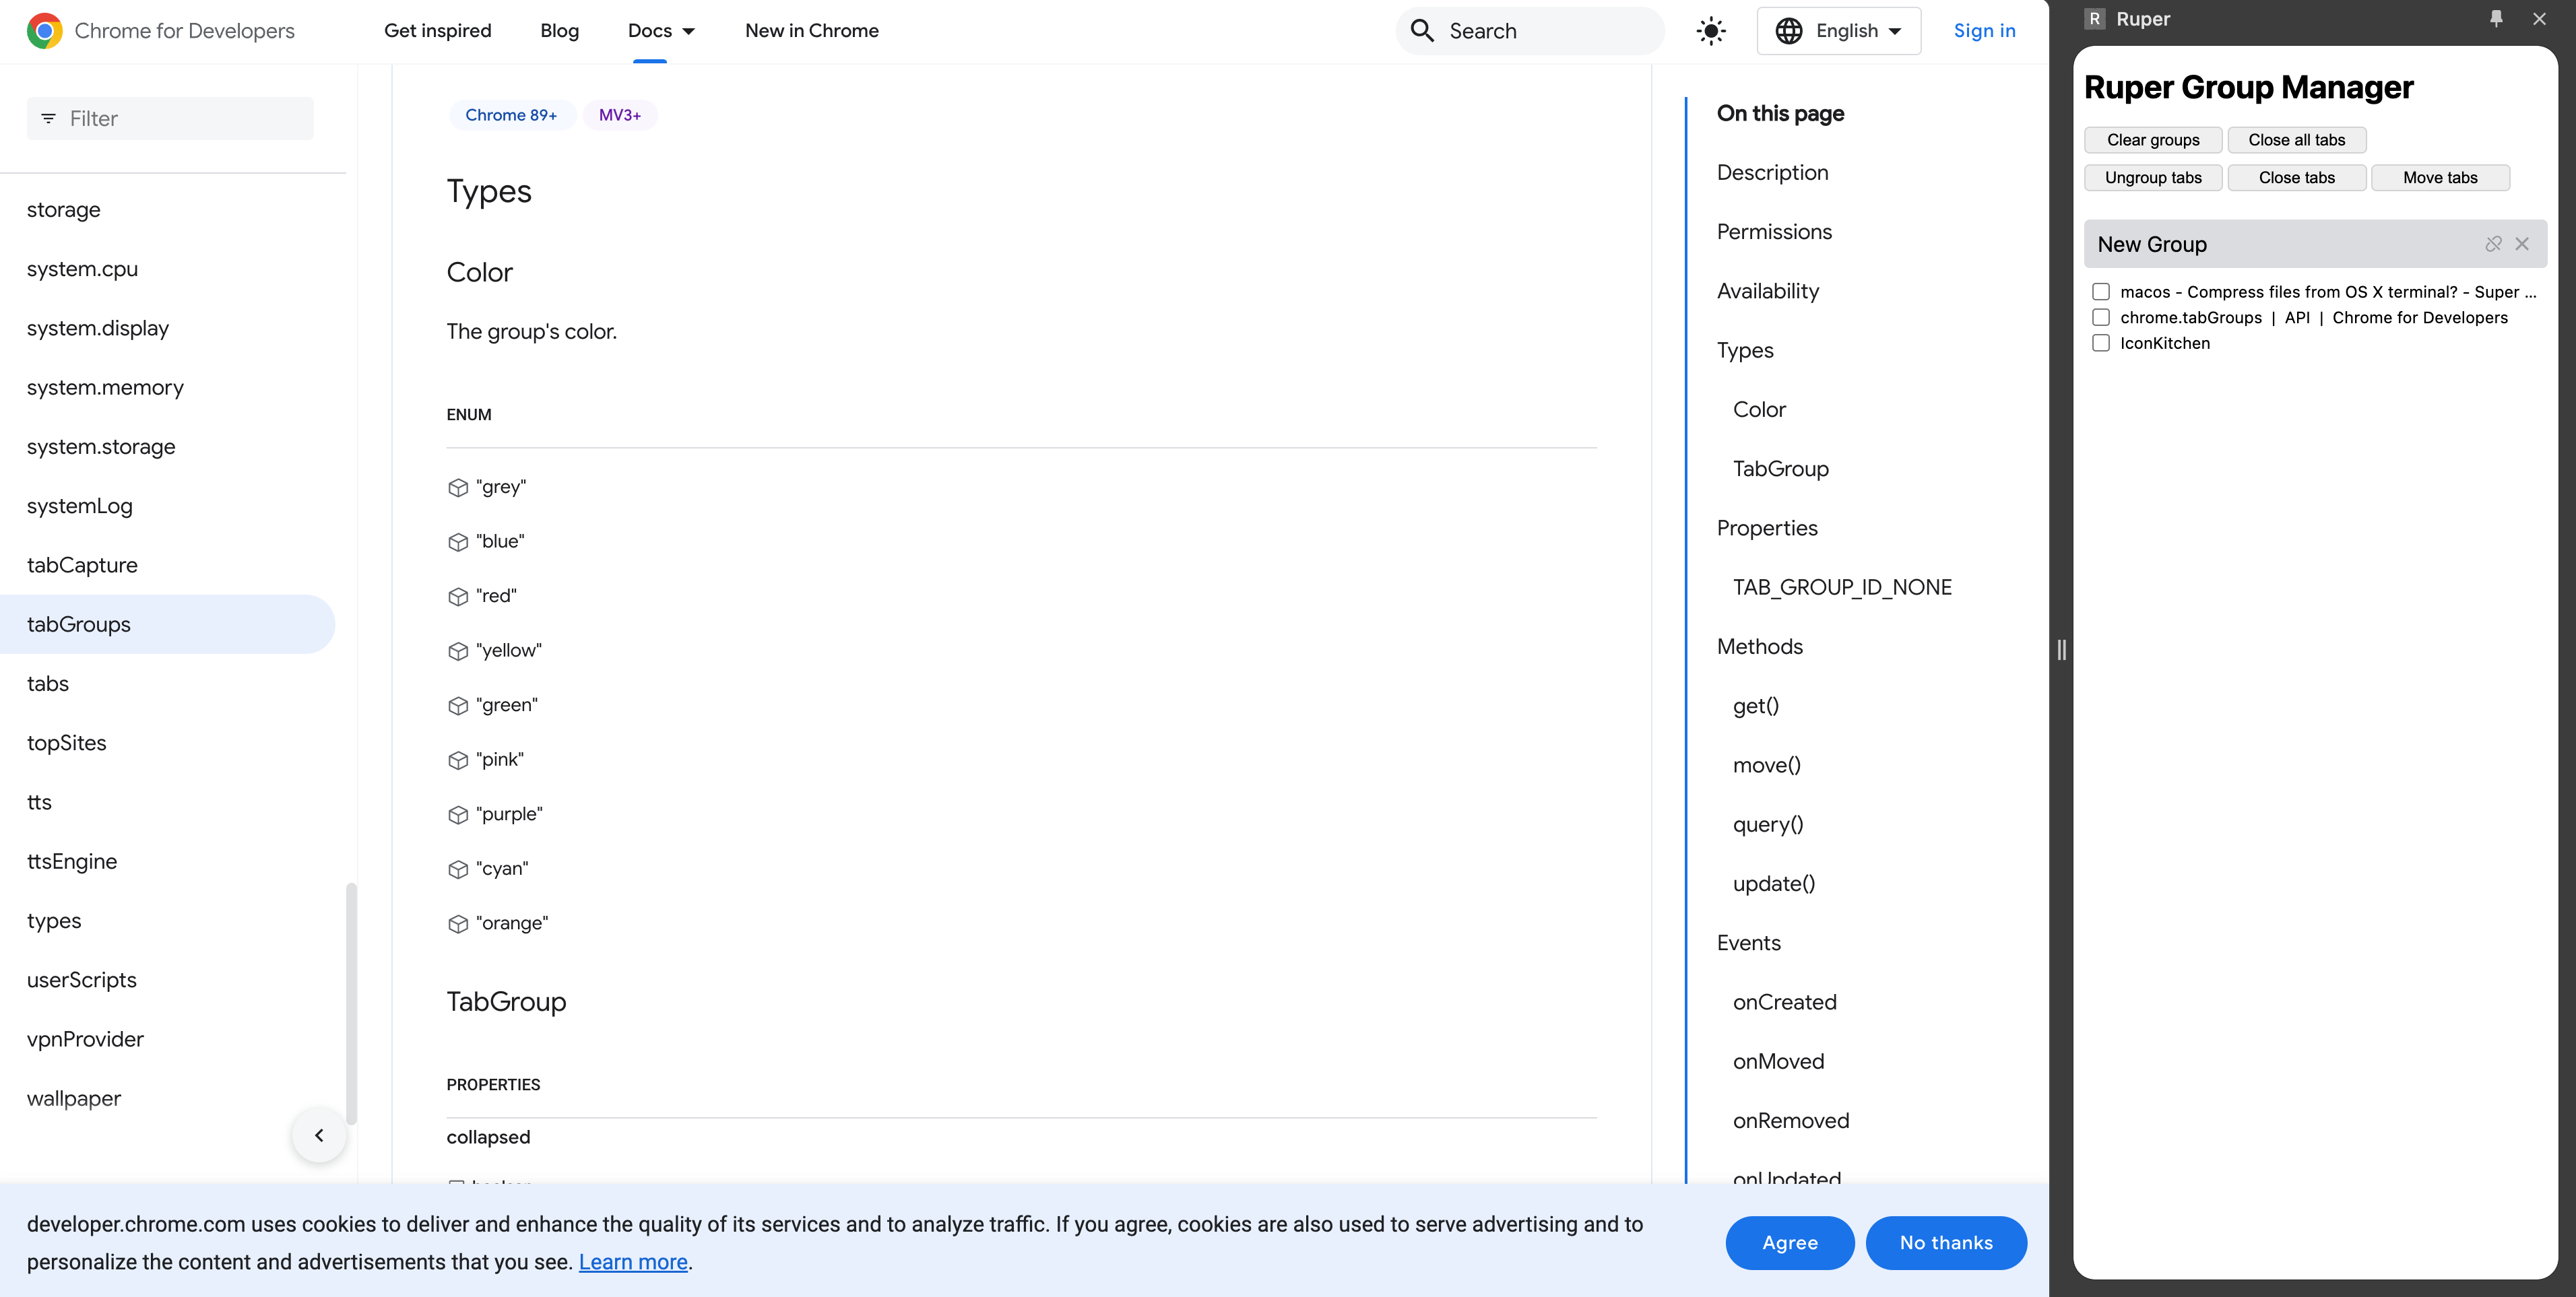 Chrome for Developers
Get inspired
Blog
Docs
New in Chrome
Search
English
Sign in
Filter
storage
system.cpu
system.display
system.memory
system.storage
systemLog
tabCapture
tabGroups
tabs
topSites
tts
ttsEngine
types
userScripts
vpnProvider
wallpaper
Chrome 89+
MV3+
Types
Color
The group's color.
ENUM
"grey"
"blue"
"red"
"yellow"
"green"
"pink"
"purple"
"cyan"
"orange"
TabGroup
PROPERTIES
collapsed
On this page
Description
Permissions
Availability
Types
Color
TabGroup
Properties
TAB_GROUP_ID_NONE
Methods
get()
move()
query()
update()
Events
onCreated
onMoved
onRemoved
onUpdated
developer.chrome.com uses cookies to deliver and enhance the quality of its services and to analyze traffic. If you agree, cookies are also used to serve advertising and to
personalize the content and advertisements that you see. Learn more.
Agree
No thanks
R Ruper
Ruper Group Manager
Clear groups
Close all tabs
Ungroup tabs
Close tabs
Move tabs
New Group
macos - Compress files from OS X terminal? - Super ...
chrome.tabGroups | API | Chrome for Developers
IconKitchen